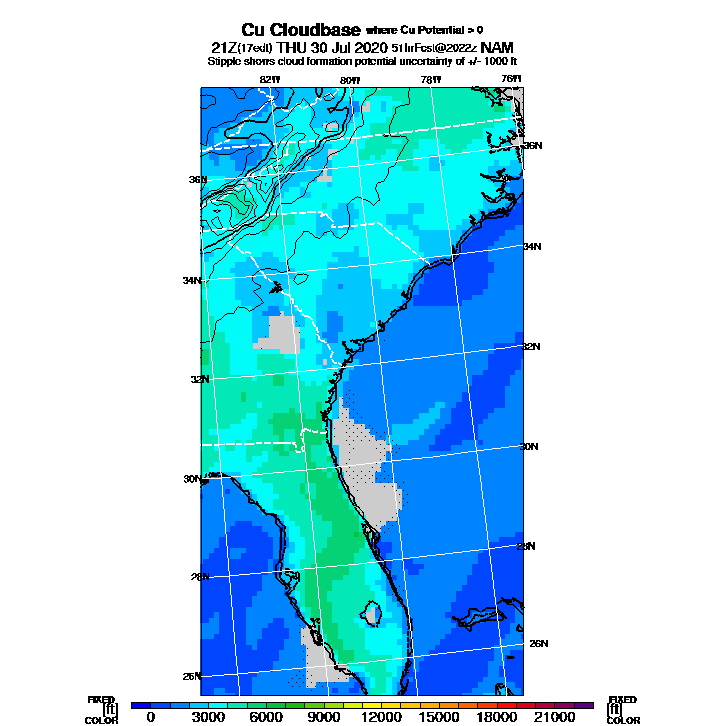 Cu Cloudbase where Cu Potential > 0
21Z(17edt) THU 30 Jul 2020 51hrFcst@2022z NAM
Stipple shows cloud formation potential uncertainty of +/- 1000 ft
82W 80W 78W 76W
36N
36N
34N
34N
32N
32N
30N
30N
28N
28N
26N
26N
FIXED FIXED
[ft] [ft]
COLOR COLOR
0 3000 6000 9000 12000 15000 18000 21000